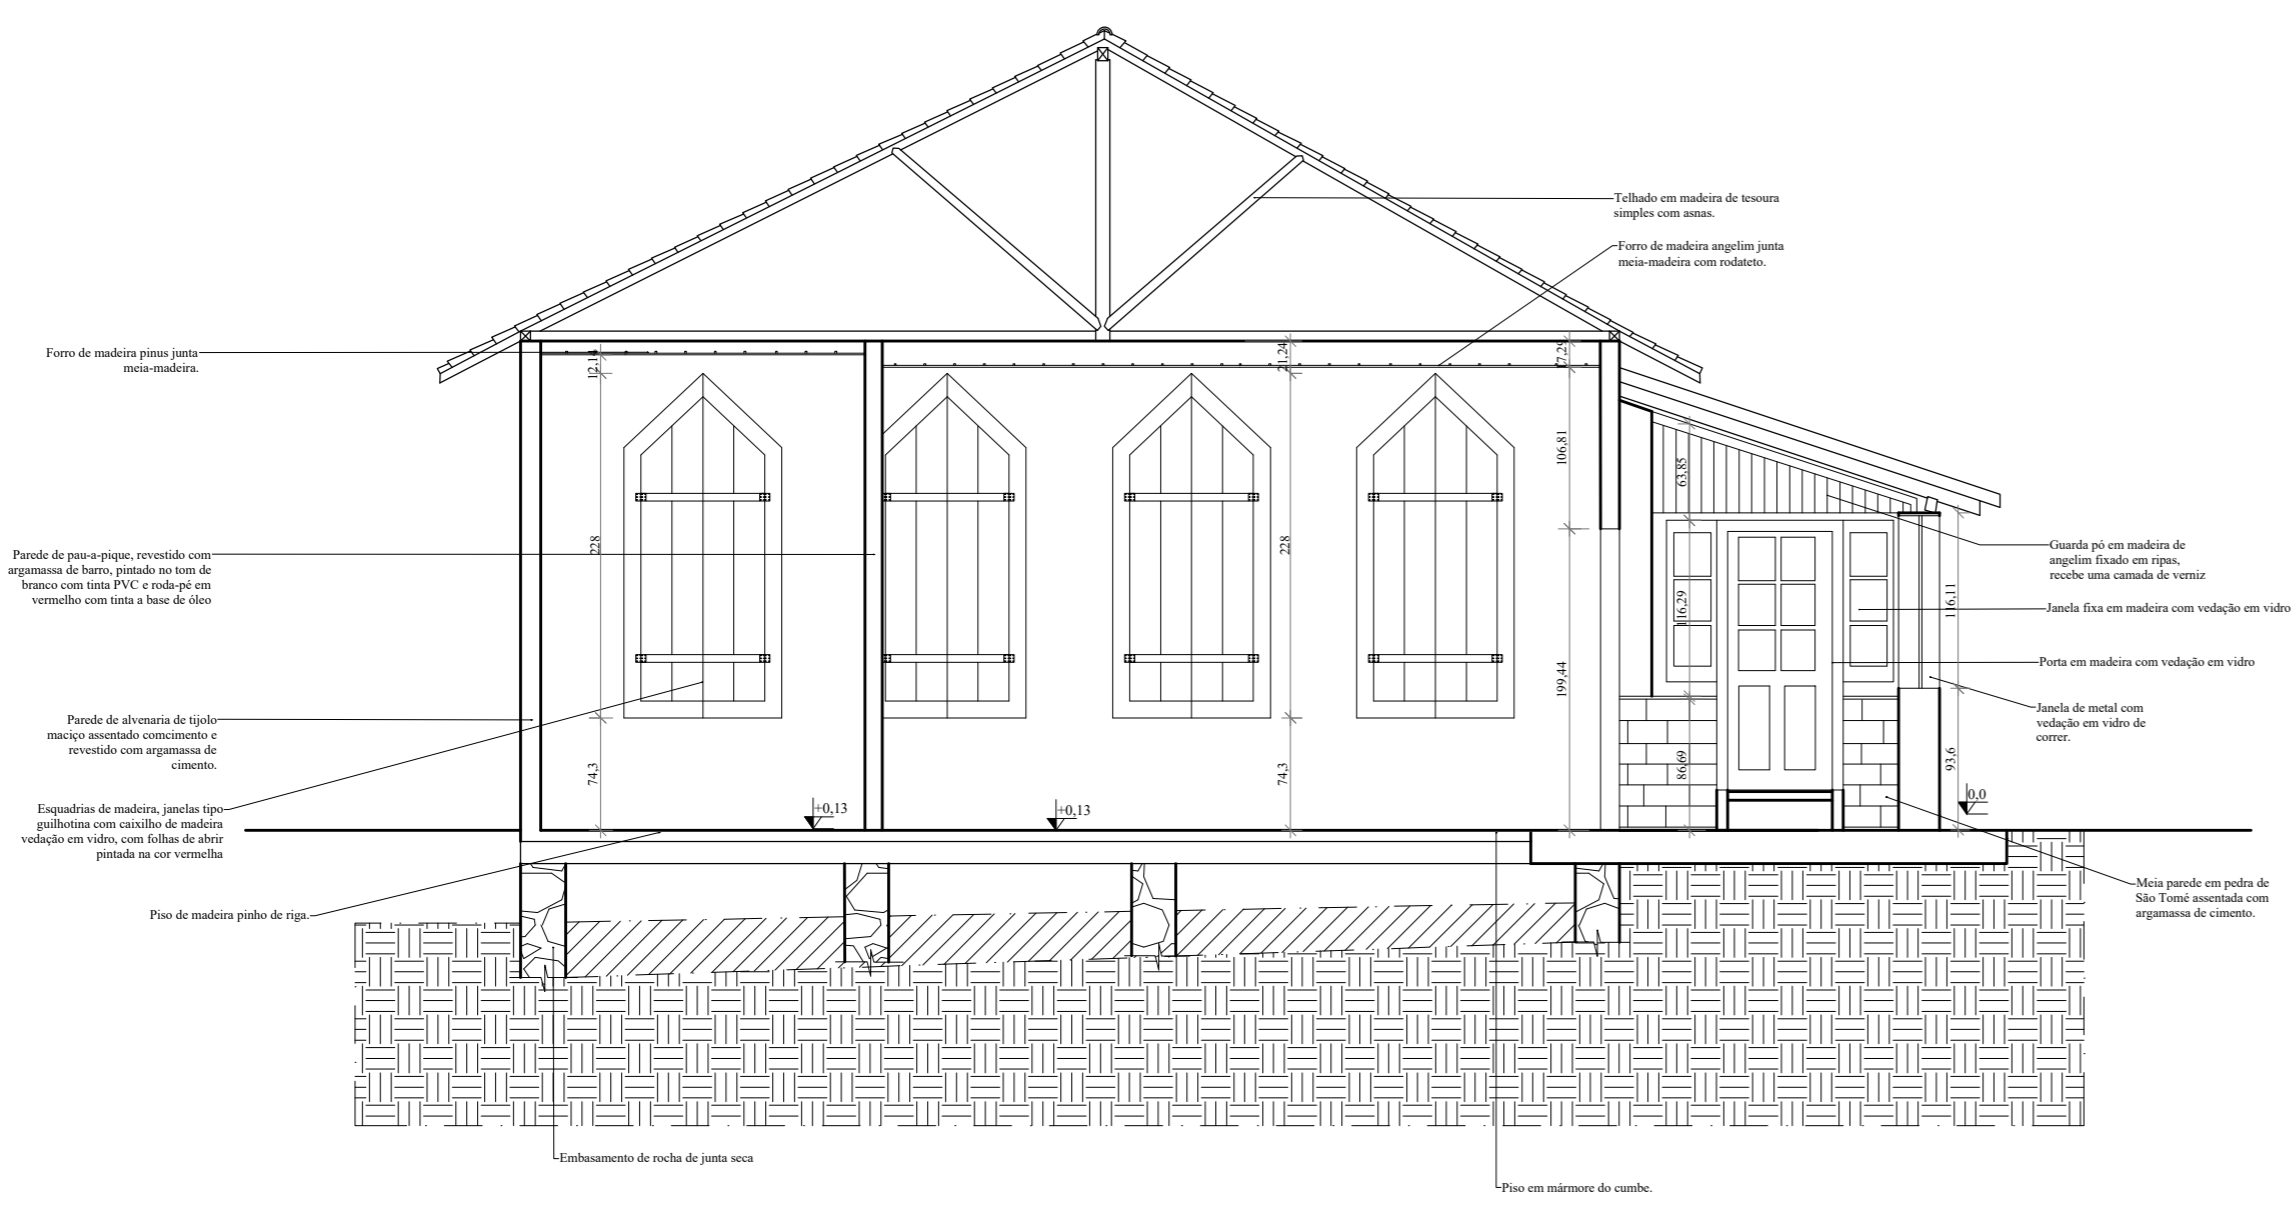 Telhado em madeira de tesoura
simples com asnas.
Forro de madeira angelim junta
meia-madeira com rodateto.
Forro de madeira pinus junta
meia-madeira.
12,14
21,24
17,29
106,81
63,85
Parede de pau-a-pique, revestido com
argamassa de barro, pintado no tom de
branco com tinta PVC e roda-pé em
vermelho com tinta a base de óleo
228
228
Guarda pó em madeira de
angelim fixado em ripas,
recebe uma camada de verniz
116,29
116,11
Janela fixa em madeira com vedação em vidro
Porta em madeira com vedação em vidro
199,44
Parede de alvenaria de tijolo
maciço assentado comcimento e
revestido com argamassa de
cimento.
Janela de metal com
vedação em vidro de
correr.
74,3
74,3
86,69
93,6
Esquadrias de madeira, janelas tipo
guilhotina com caixilho de madeira
vedação em vidro, com folhas de abrir
pintada na cor vermelha
+0,13
+0,13
0,0
Piso de madeira pinho de riga.
Meia parede em pedra de
São Tomé assentada com
argamassa de cimento.
Embasamento de rocha de junta seca
Piso em mármore do cumbe.